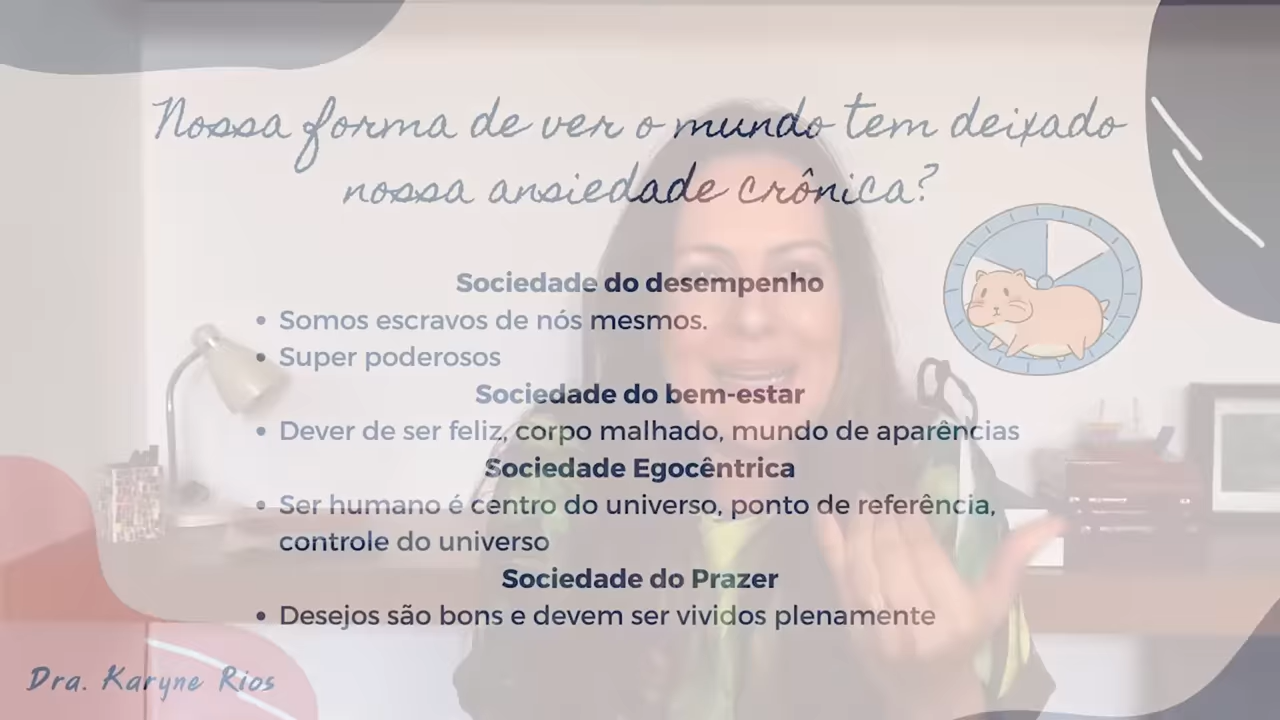 Nossa forma de ver o mundo tem deixado
nossa ansiedade crônica?
Sociedade do desempenho
• Somos escravos de nós mesmos.
• Super poderosos
Sociedade do bem-estar
• Dever de ser feliz, corpo malhado, mundo de aparências
Sociedade Egocêntrica
• Ser humano é centro do universo, ponto de referência,
controle do universo
Sociedade do Prazer
• Desejos são bons e devem ser vividos plenamente
Dra. Karyne Rios